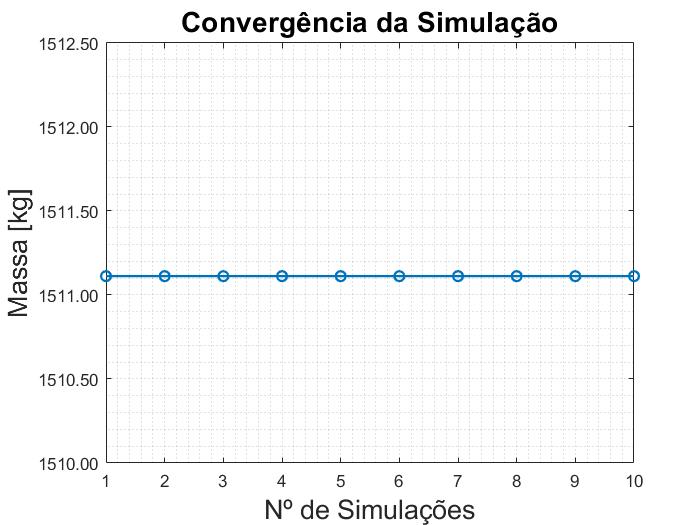 Convergência da Simulação
1512.50
1512.00
1511.50
1511.00
1510.50
1510.00
Massa [kg]
1 2 3 4 5 6 7 8 9 10
Nº de Simulações